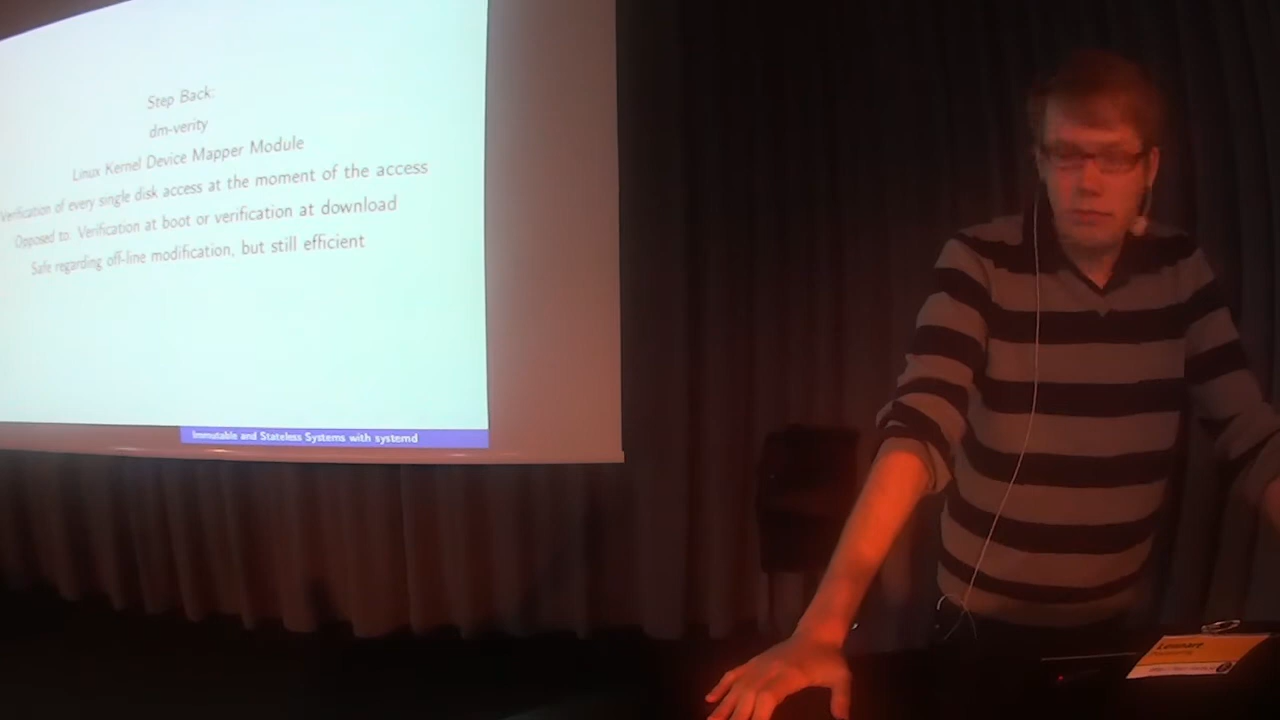 Step Back:
dm-verity
Linux Kernel Device Mapper Module
Verification of every single disk access at the moment of the access
Opposed to: Verification at boot or verification at download
Safe regarding off-line modification, but still efficient
Immutable and Stateless Systems with systemd
Lennart